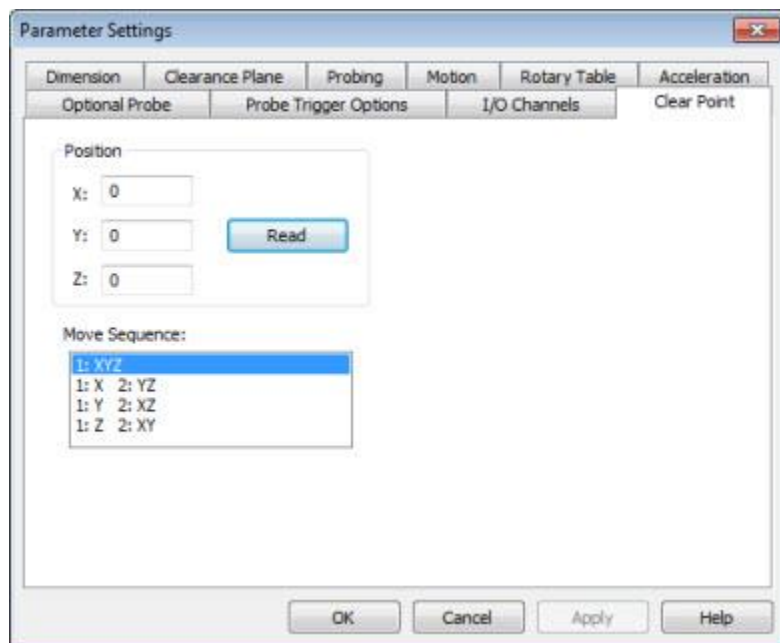 Parameter Settings
Dimension Clearance Plane Probing Motion Rotary Table Acceleration
Optional Probe Probe Trigger Options I/O Channels Clear Point
Position
X: 0
Y: 0 Read
Z: 0
Move Sequence:
1: XYZ
1: X 2: YZ
1: Y 2: XZ
1: Z 2: XY
OK Cancel Apply Help